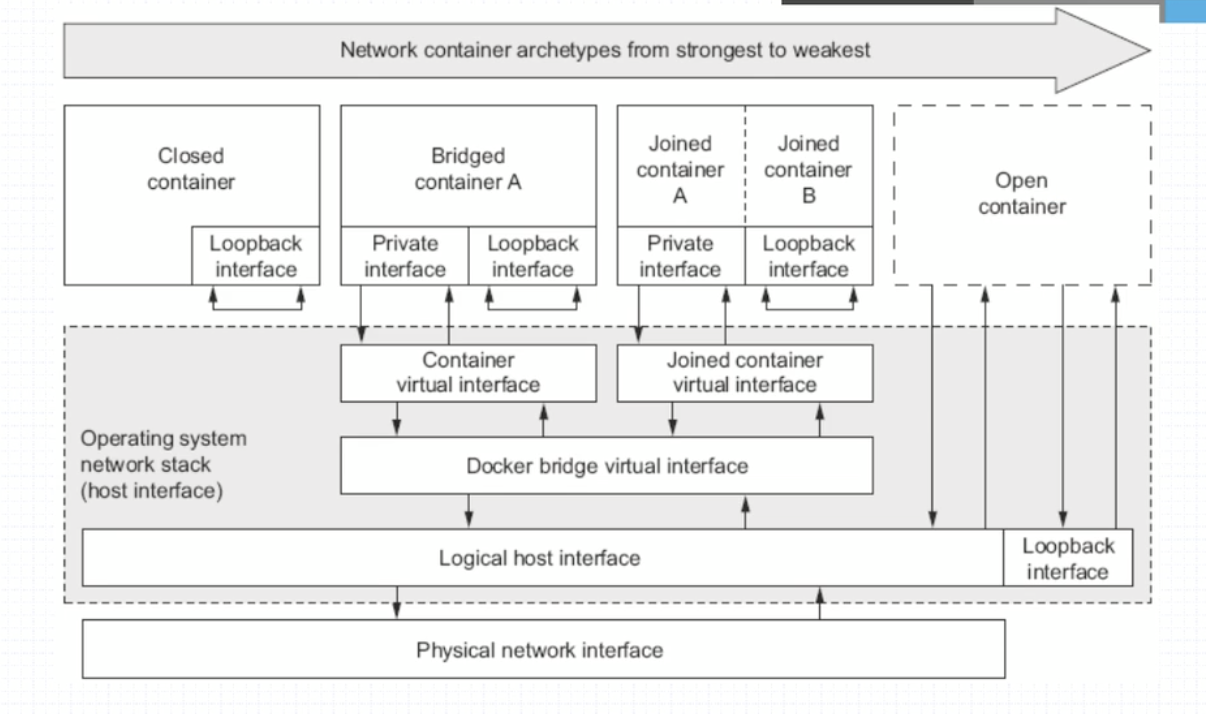 Network container archetypes from strongest to weakest
Closed
container
Loopback
interface
Bridged
container A
Private
interface
Loopback
interface
Joined
container
A
Joined
container
B
Private
interface
Loopback
interface
Open
container
Container
virtual interface
Joined container
virtual interface
Operating system
network stack
(host interface)
Docker bridge virtual interface
Logical host interface
Loopback
interface
Physical network interface